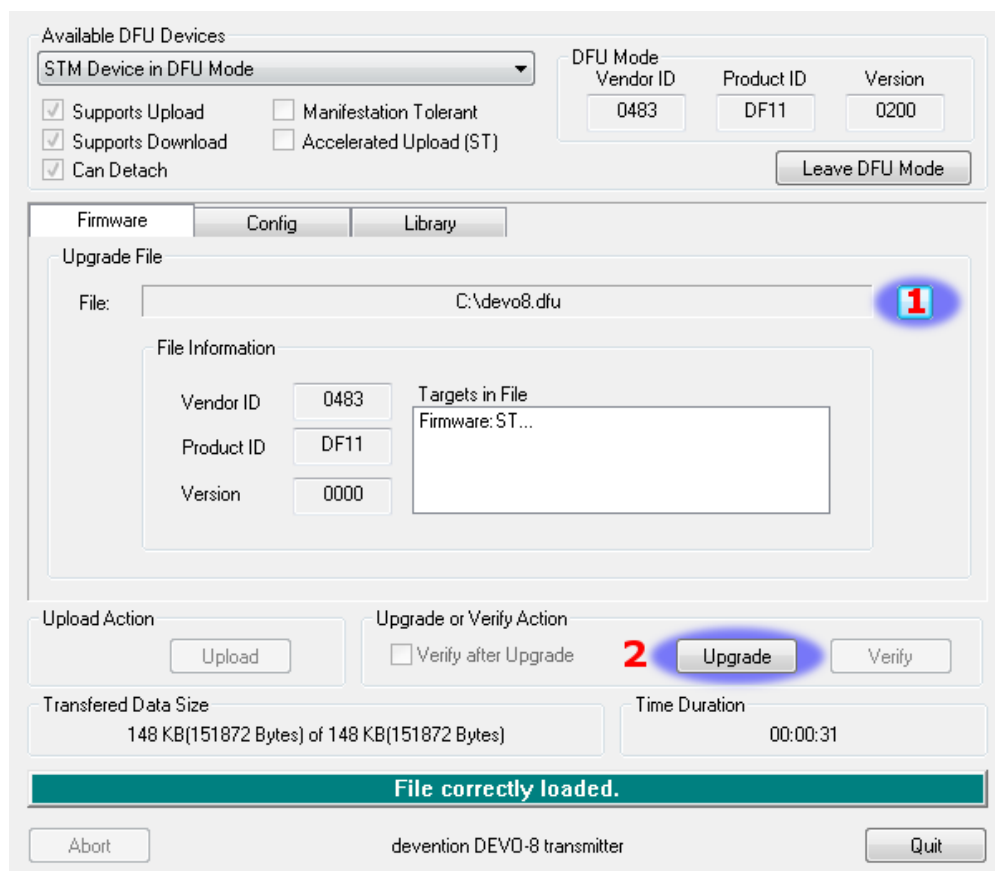 Available DFU Devices
STM Device in DFU Mode
Supports Upload
Manifestation Tolerant
Supports Download
Accelerated Upload (ST)
Can Detach
DFU Mode
Vendor ID Product ID Version
0483 DF11 0200
Leave DFU Mode
Firmware Config Library
Upgrade File
File: C:\devo8.dfu 1
File Information
Vendor ID 0483
Product ID DF11
Version 0000
Targets in File
Firmware: ST...
Upload Action
Upload
Upgrade or Verify Action
Verify after Upgrade 2 Upgrade Verify
Transfered Data Size
148 KB(151872 Bytes) of 148 KB(151872 Bytes)
Time Duration
00:00:31
File correctly loaded.
Abort devention DEVO-8 transmitter Quit